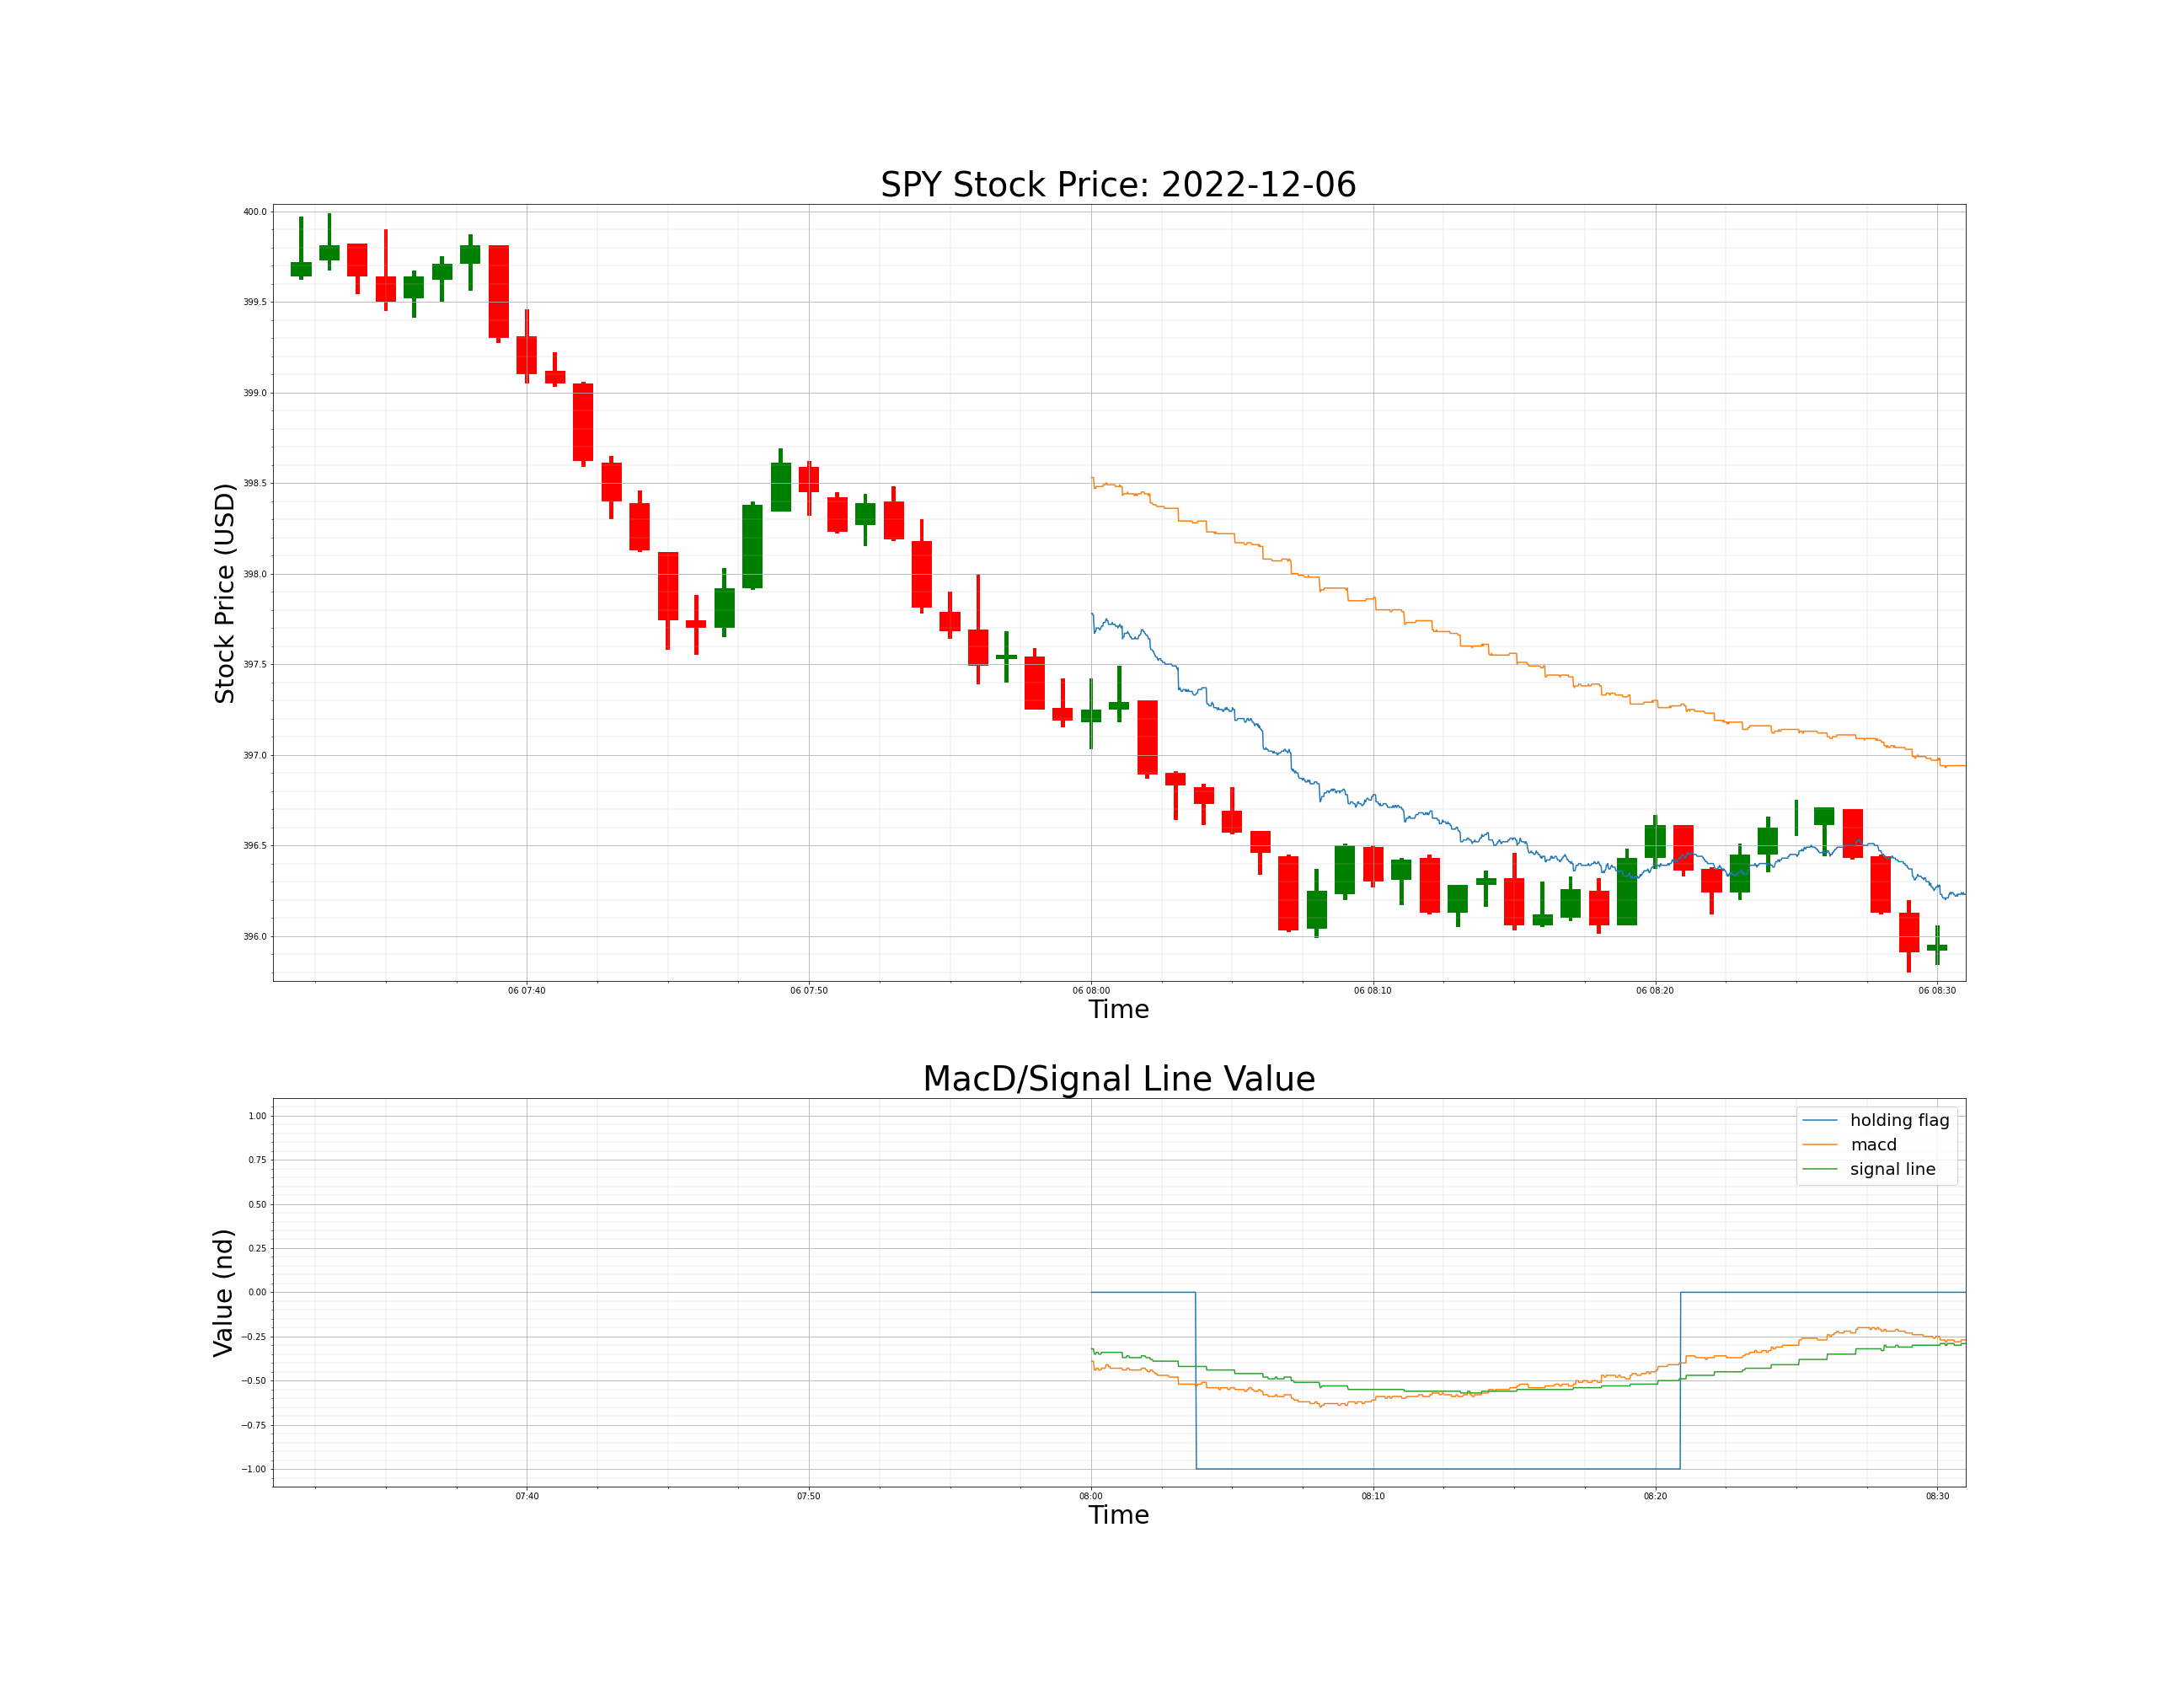 SPY Stock Price: 2022-12-06
400.0
399.5
399.0
398.5
398.0
397.5
397.0
396.5
396.0
Stock Price (USD)
06 07:40 06 07:50 06 08:00 06 08:10 06 08:20 06 08:30
Time
MacD/Signal Line Value
1.00
0.75
0.50
0.25
0.00
−0.25
−0.50
−0.75
−1.00
Value (nd)
holding flag
macd
signal line
07:40 07:50 08:00 08:10 08:20 08:30
Time